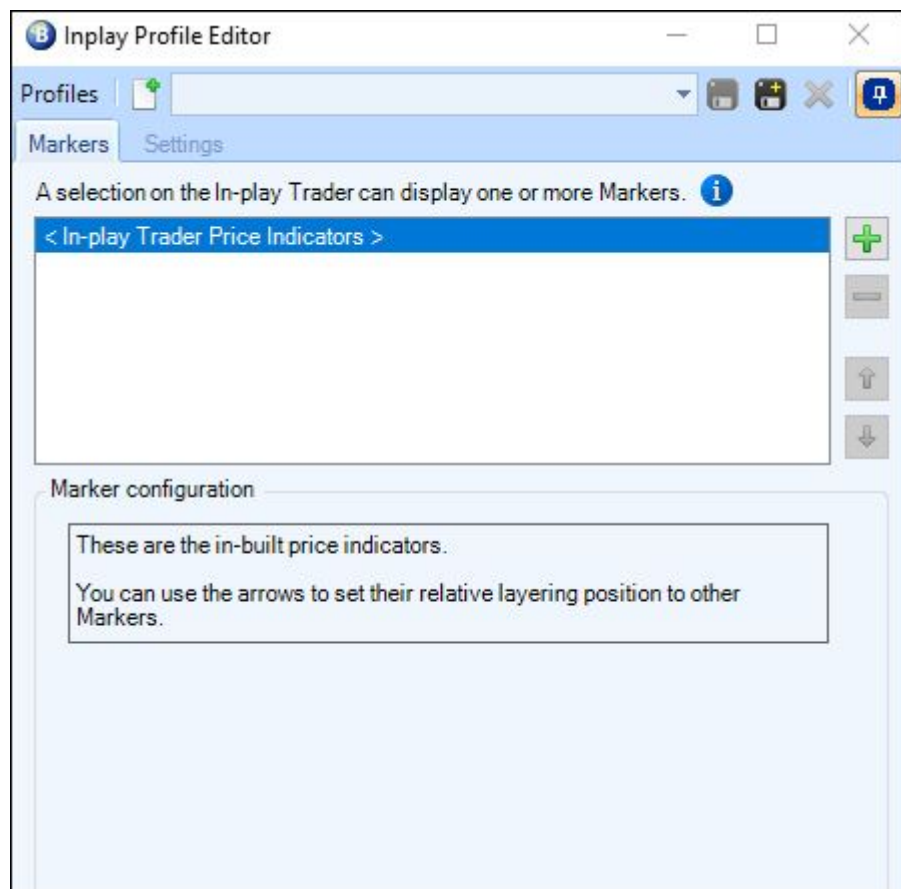 Inplay Profile Editor
Profiles
Markers Settings
A selection on the In-play Trader can display one or more Markers.
< In-play Trader Price Indicators >
Marker configuration
These are the in-built price indicators.
You can use the arrows to set their relative layering position to other
Markers.